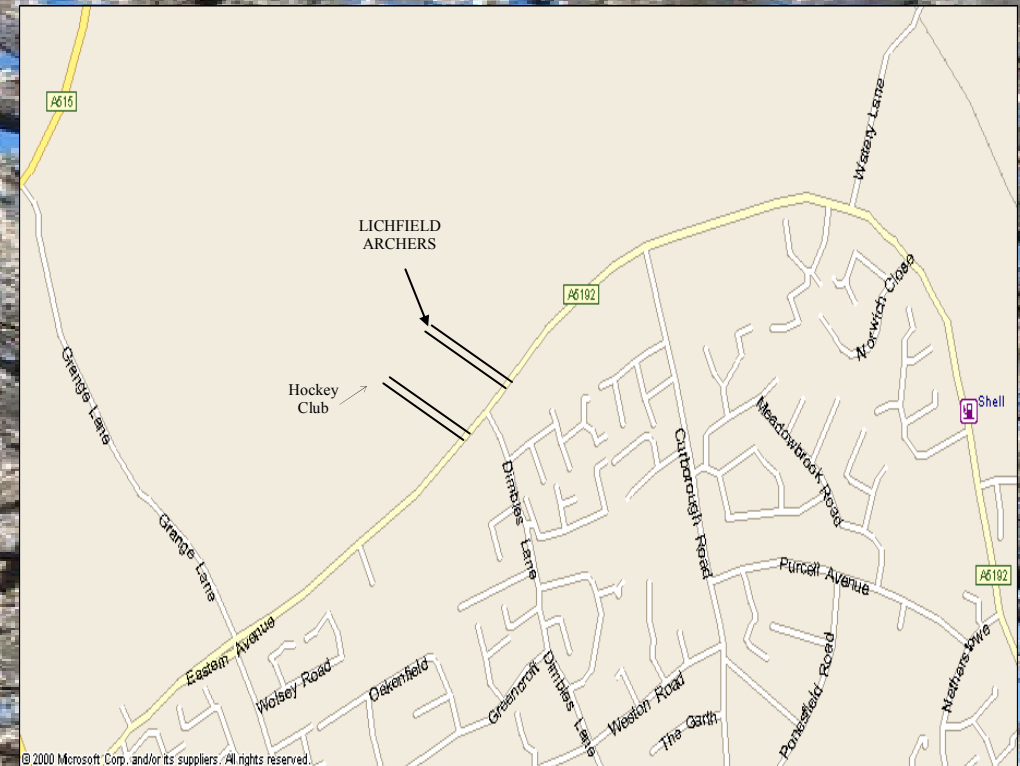 A515
Watery Lane
LICHFIELD
ARCHERS
A5192
Norwich Close
Grange Lane
Hockey
Club
Shell
Meadowbrook Road
Curborough Road
Dimbles Lane
Grange Lane
Purcell Avenue
A5192
Eastern Avenue
Wolsey Road
Oakenfield
Greencroft
Dimbles Lane
Weston Road
The Garth
Ponesfield Road
Netherstowe
© 2000 Microsoft Corp. and/or its suppliers. All rights reserved.